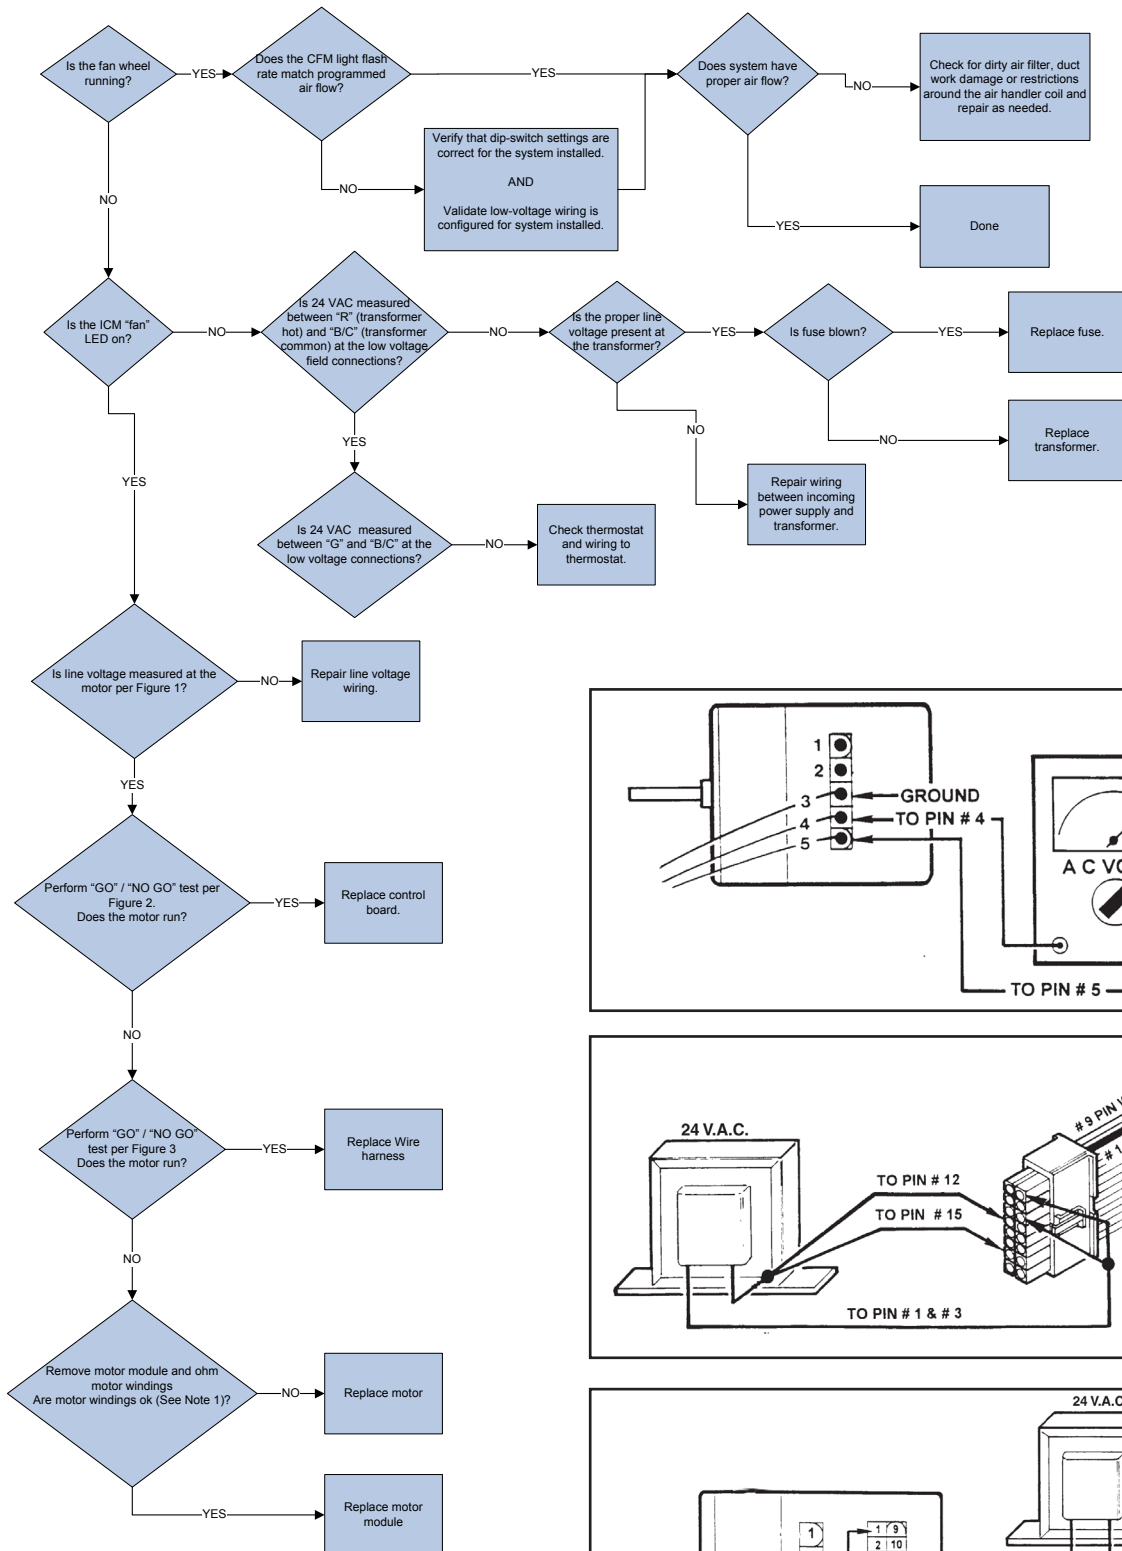 Is the fan wheel
running?
YES
Does the CFM light flash
rate match programmed
air flow?
YES
Does system have
proper air flow?
NO
Check for dirty air filter, duct
work damage or restrictions
around the air handler coil and
repair as needed.
NO
Verify that dip-switch settings are
correct for the system installed.
AND
Validate low-voltage wiring is
configured for system installed.
YES
Done
NO
Is the ICM “fan”
LED on?
NO
Is 24 VAC measured
between “R” (transformer
hot) and “B/C” (transformer
common) at the low voltage
field connections?
NO
Is the proper line
voltage present at
the transformer?
YES
Is fuse blown?
YES
Replace fuse.
NO
Replace
transformer.
NO
Repair wiring
between incoming
power supply and
transformer.
YES
Is 24 VAC measured
between “G” and “B/C” at the
low voltage connections?
NO
Check thermostat
and wiring to
thermostat.
YES
Is line voltage measured at the
motor per Figure 1?
NO
Repair line voltage
wiring.
YES
Perform “GO” / “NO GO” test per
Figure 2.
Does the motor run?
YES
Replace control
board.
NO
Perform “GO” / “NO GO”
test per Figure 3
Does the motor run?
YES
Replace Wire
harness
NO
Remove motor module and ohm
motor windings
Are motor windings ok (See Note 1)?
NO
Replace motor
YES
Replace motor
module
1
2
3
4
5
GROUND
TO PIN # 4
A C
TO PIN # 5
24 V.A.C.
TO PIN # 12
TO PIN # 15
TO PIN # 1 & # 3
# 9 PIN
# 1
24 V.A.C
1
1 9
2 10